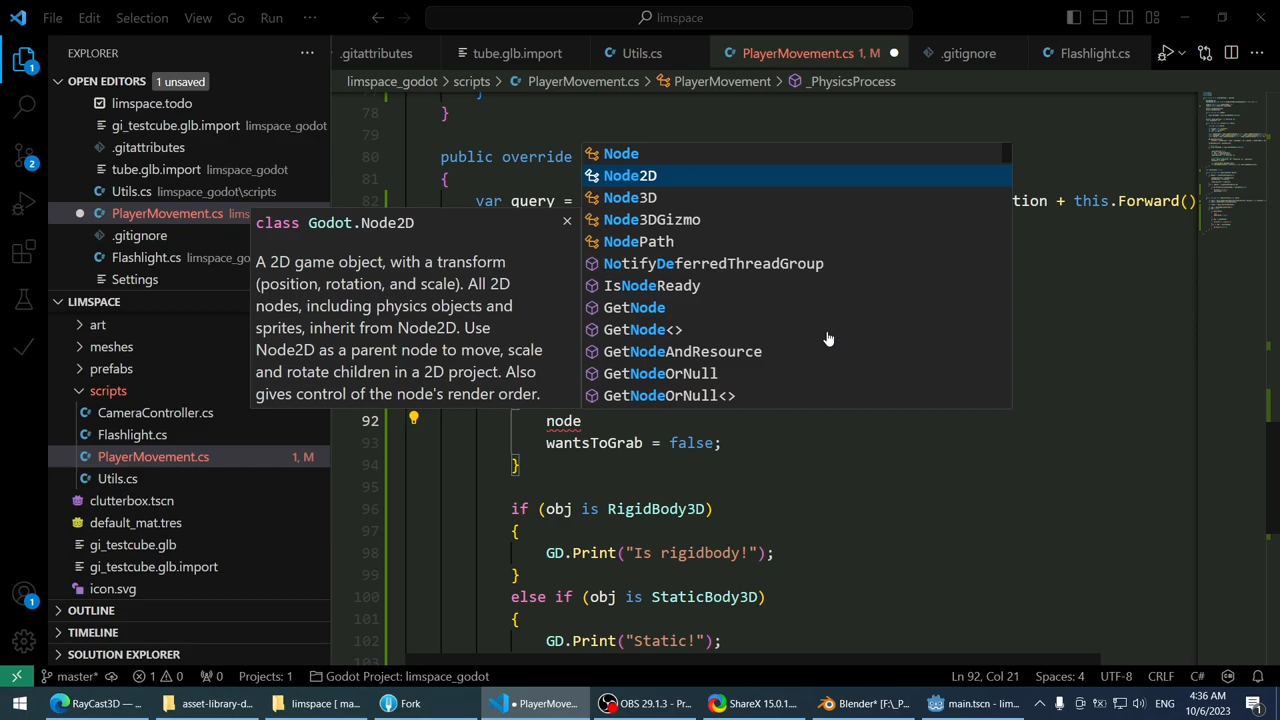 File Edit Selection View Go Run ··· limspace
EXPLORER
OPEN EDITORS 1 unsaved
limspace.todo
gi_testcube.glb.import limspace_godot
.gitattributes
tube.glb.import limspace_godot
Utils.cs limspace_godot\scripts
PlayerMovement.cs lims
.gitignore
Flashlight.cs limspace_go
Settings
LIMSPACE
art
meshes
prefabs
scripts
CameraController.cs
Flashlight.cs
PlayerMovement.cs 1, M
Utils.cs
clutterbox.tscn
default_mat.tres
gi_testcube.glb
gi_testcube.glb.import
icon.svg
OUTLINE
TIMELINE
SOLUTION EXPLORER
.gitattributes tube.glb.import Utils.cs PlayerMovement.cs 1, M .gitignore Flashlight.cs
limspace_godot > scripts > PlayerMovement.cs > PlayerMovement > _PhysicsProcess
78 }
79
80 public override
81 {
82 var query = tion + this.Forward()
Node
Node2D
Node3D
Node3DGizmo
NodePath
NotifyDeferredThreadGroup
IsNodeReady
GetNode
GetNode<>
GetNodeAndResource
GetNodeOrNull
GetNodeOrNull<>
class Godot.Node2D
A 2D game object, with a transform
(position, rotation, and scale). All 2D
nodes, including physics objects and
sprites, inherit from Node2D. Use
Node2D as a parent node to move, scale
and rotate children in a 2D project. Also
gives control of the node's render order.
92 node
93 wantsToGrab = false;
94 }
95
96 if (obj is RigidBody3D)
97 {
98 GD.Print("Is rigidbody!");
99 }
100 else if (obj is StaticBody3D)
101 {
102 GD.Print("Static!");
103
master* 1 0 0 Projects: 1 Godot Project: limspace_godot Ln 92, Col 21 Spaces: 4 UTF-8 CRLF C#
RayCast3D — ... asset-library-d... limspace [ ma... Fork • PlayerMove... OBS 29.1.3 - Pr... ShareX 15.0.1... Blender* [F:\_P... main.tscn - lim... ENG 4:36 AM
10/6/2023